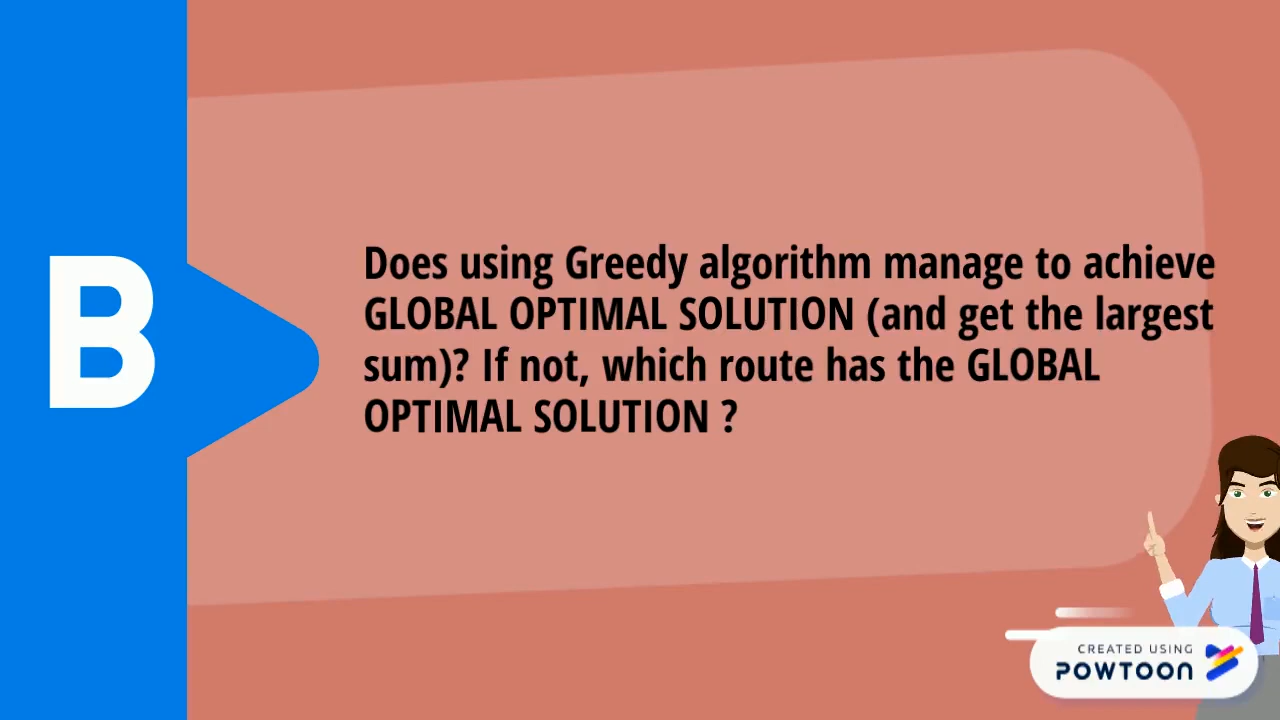 B
Does using Greedy algorithm manage to achieve
GLOBAL OPTIMAL SOLUTION (and get the largest
sum)? If not, which route has the GLOBAL
OPTIMAL SOLUTION ?
CREATED USING
POWTOON